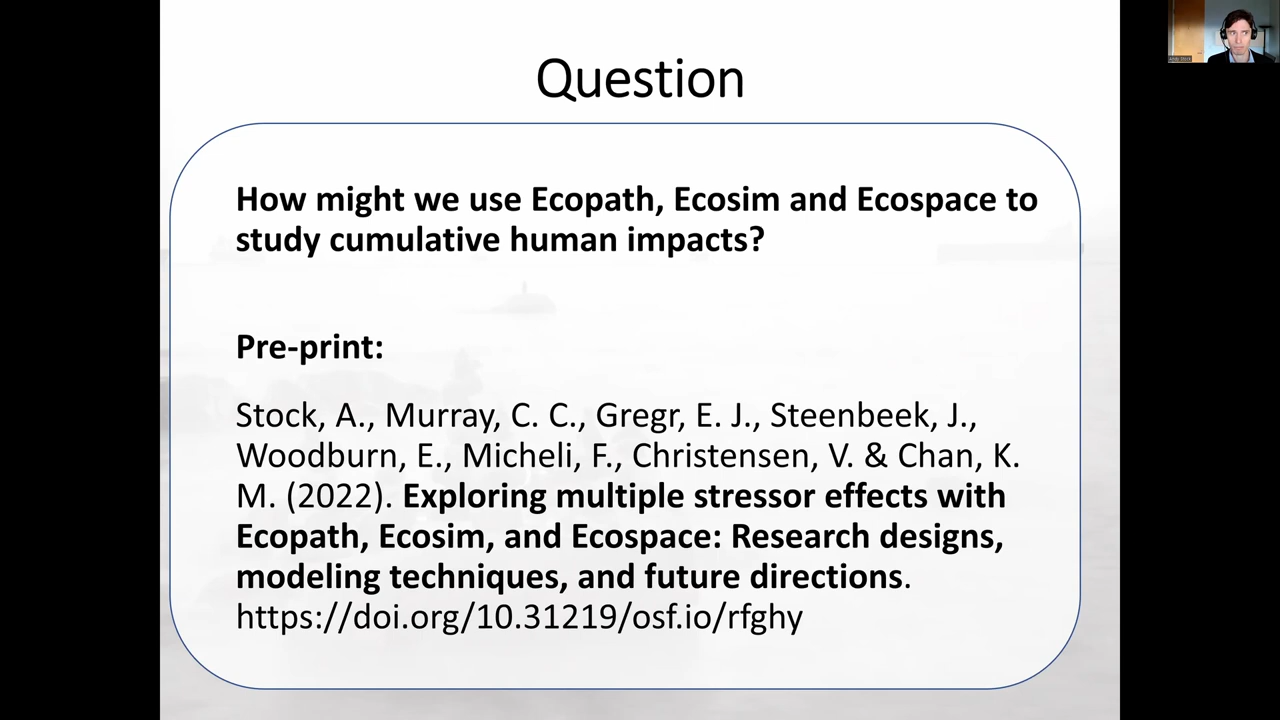 Question
How might we use Ecopath, Ecosim and Ecospace to
study cumulative human impacts?
Pre-print:
Stock, A., Murray, C. C., Gregr, E. J., Steenbeek, J.,
Woodburn, E., Micheli, F., Christensen, V. & Chan, K.
M. (2022). Exploring multiple stressor effects with
Ecopath, Ecosim, and Ecospace: Research designs,
modeling techniques, and future directions.
https://doi.org/10.31219/osf.io/rfghy